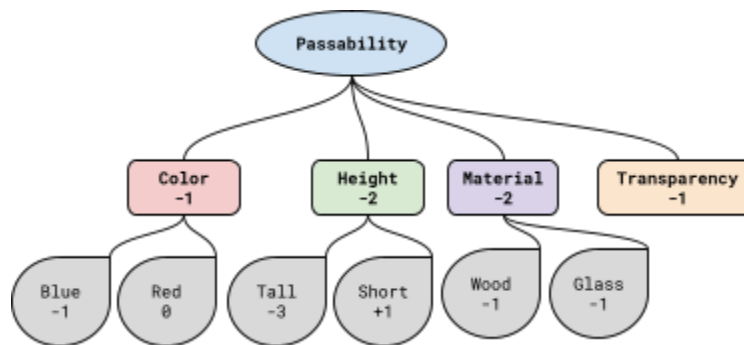 Passability
Color
-1
Height
-2
Material
-2
Transparency
-1
Blue
-1
Red
0
Tall
-3
Short
+1
Wood
-1
Glass
-1